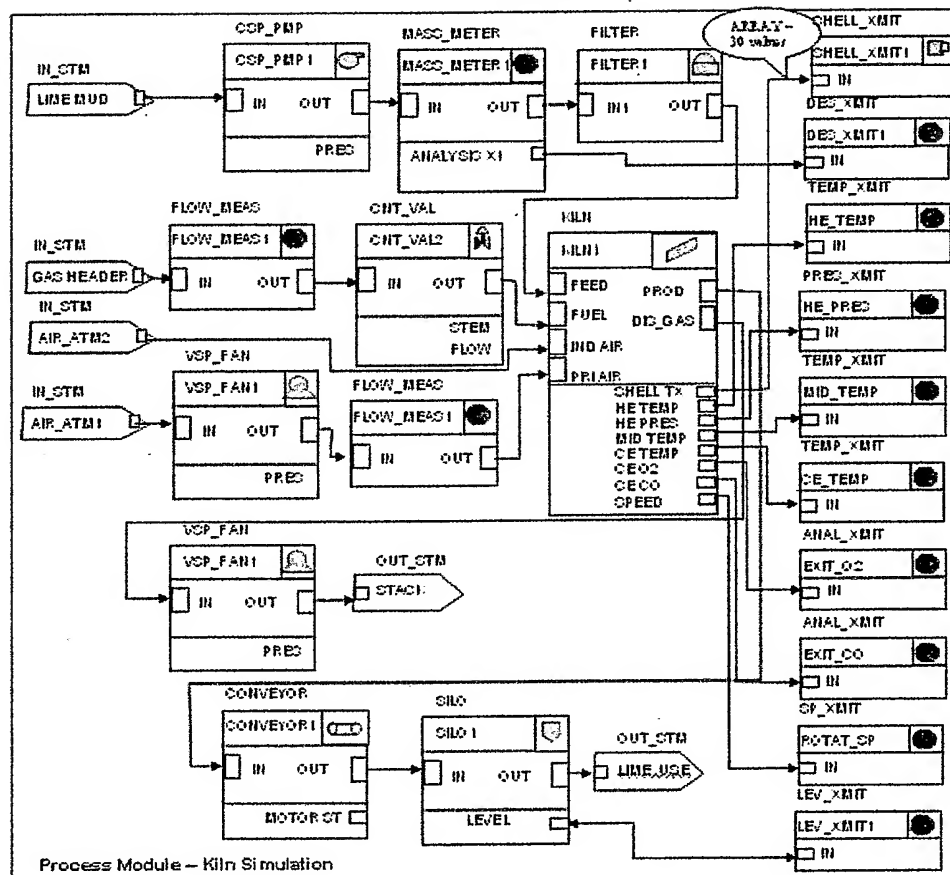 CSP_PMP
CSP_PMP1
IN OUT
PRES
MASS_METER
MASS_METER1
IN OUT
ANALYSIS X1
FILTER
FILTER1
IN1 OUT
ARRAY -
30 values
SHELL_XMIT
SHELL_XMIT1
IN
IN_STM
LIME MUD
DBS_XMIT
DBS_XMIT1
IN
TEMP_XMIT
HE_TEMP
IN
FLOW_MEAS
FLOW_MEAS1
IN OUT
CNT_VAL
CNT_VAL2
IN OUT
STEM
FLOW
IN_STM
GAS HEADER
IN_STM
AIR_ATM2
KILN
KILN1
FEED
FUEL
IND AIR
PRI AIR
PROD
DIS_GAS
SHELL TX
HE TEMP
HE PRES
MID TEMP
CE TEMP
CE O2
CE CO
SPEED
PRES_XMIT
HE_PRES
IN
TEMP_XMIT
MID_TEMP
IN
TEMP_XMIT
CE_TEMP
IN
IN_STM
AIR_ATM1
VSP_FAN
VSP_FAN1
IN OUT
PRES
FLOW_MEAS
FLOW_MEAS1
IN OUT
VSP_FAN
VSP_FAN1
IN OUT
PRES
OUT_STM
STACK
ANAL_XMIT
EXIT_O2
IN
ANAL_XMIT
EXIT_CO
IN
CONVEYOR
CONVEYOR1
IN OUT
MOTOR ST
SILO
SILO1
IN OUT
LEVEL
OUT_STM
LIME_USE
SP_XMIT
ROTAT_SP
IN
LEV_XMIT
LEV_XMIT1
IN
Process Module – Kiln Simulation